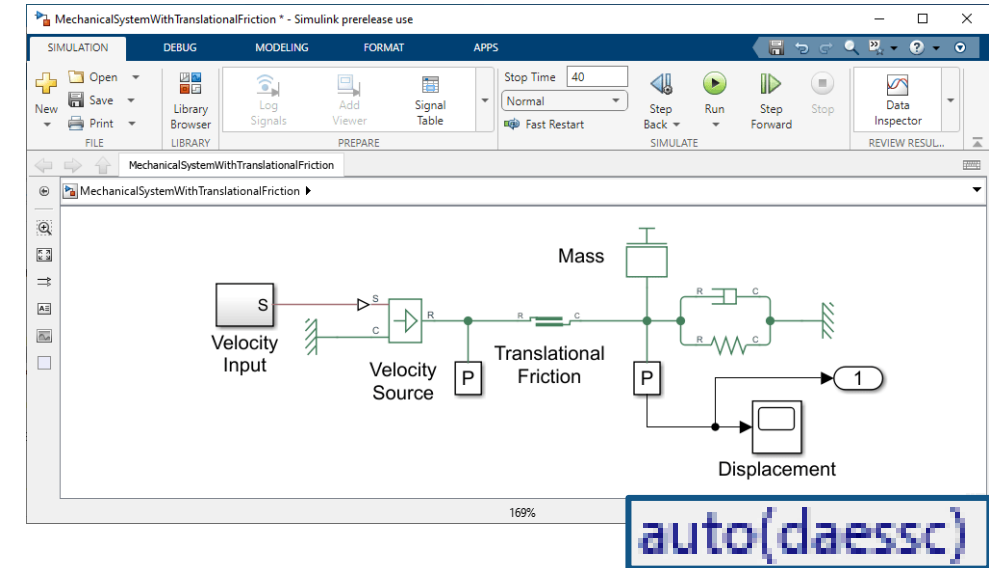 MechanicalSystemWithTranslationalFriction * - Simulink prerelease use
SIMULATION DEBUG MODELING FORMAT APPS
New
Open
Save
Print
FILE
Library
Browser
LIBRARY
Log
Signals
Add
Viewer
Signal
Table
PREPARE
Stop Time 40
Normal
Fast Restart
Step
Back
Run
Step
Forward
Stop
SIMULATE
Data
Inspector
REVIEW RESUL...
MechanicalSystemWithTranslationalFriction
MechanicalSystemWithTranslationalFriction
Mass
S
Velocity
Input
S
C
R
Velocity
Source
P
R
C
Translational
Friction
P
R
C
R
C
1
Displacement
169%
auto(daessc)